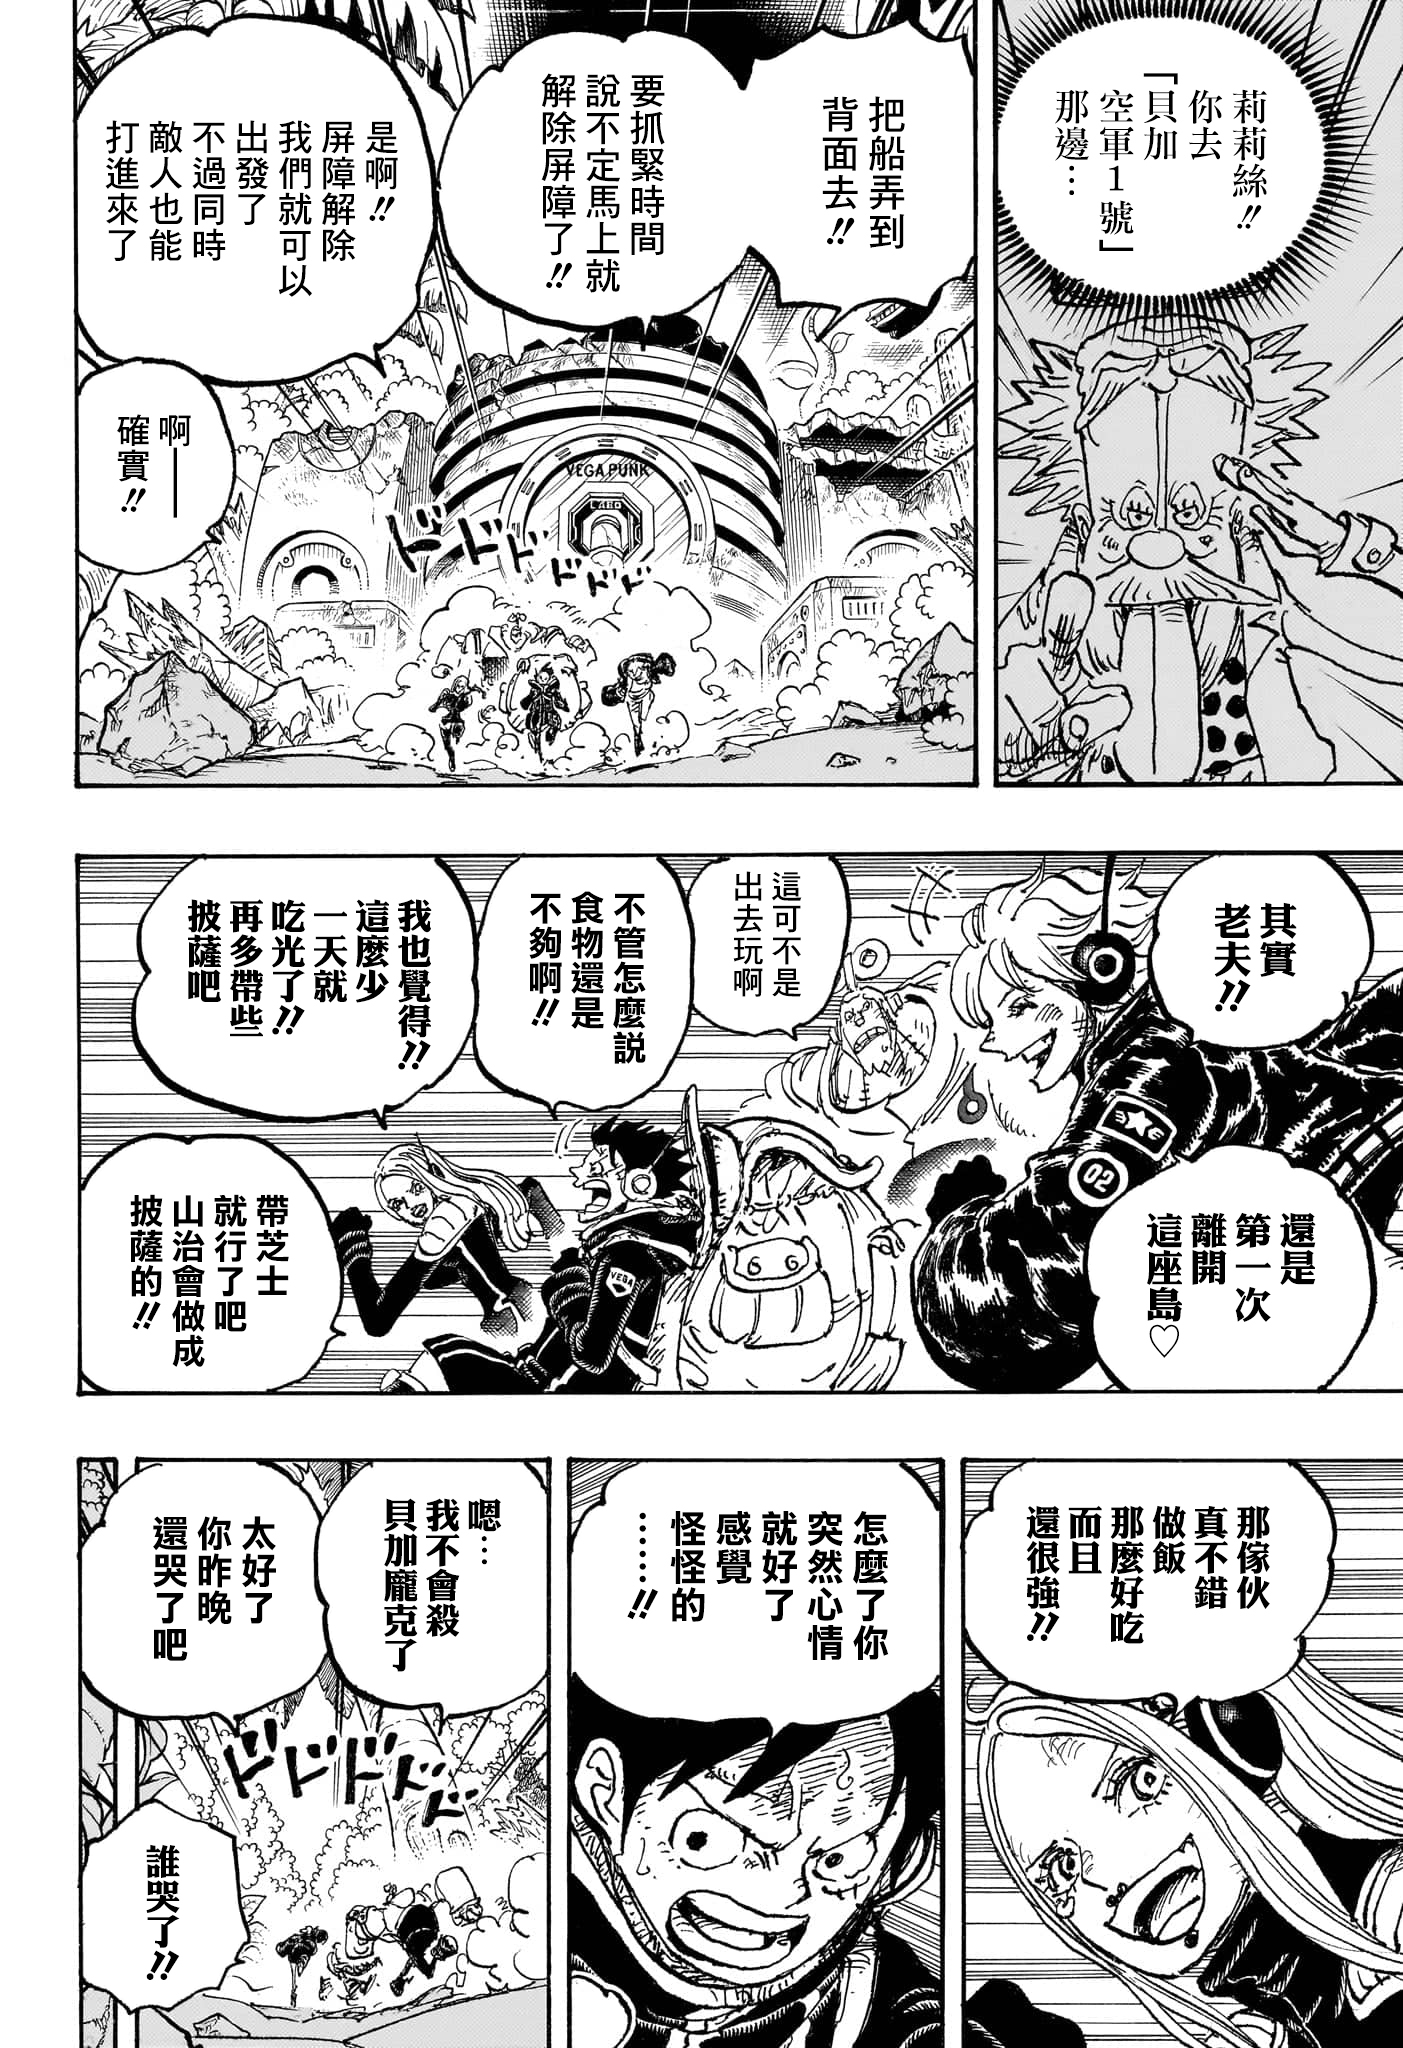 莉莉絲!!
你去
「貝加
空軍1號」
那邊…
把船弄到
背面去!!
要抓緊時間
說不定馬上就
解除屏障了!!
是啊!!
屏障解除
我們就可以
出發了
不過同時
敵人也能
打進來了
啊——
確實!!
VEGA PUNK
LABO
ドドドドド
ドドドド
其實
老夫!!
還是
第一次
離開
這座島♡
這可不是
出去玩啊
不管怎麼説
食物還是
不夠啊!!
我也覺得!!
這麼少
一天就
吃光了!!
再多帶些
披薩吧
帶芝士
就行了吧
山治會做成
披薩的!!
02
66
VEGA
那傢伙
真不錯
做飯
那麼好吃
而且
還很強!!
怎麼了你
突然心情
就好了
感覺
怪怪的
……!!
嗯…
我不會殺
貝加龐克了
太好了
你昨晚
還哭了吧
ドドドドド
誰哭了!!